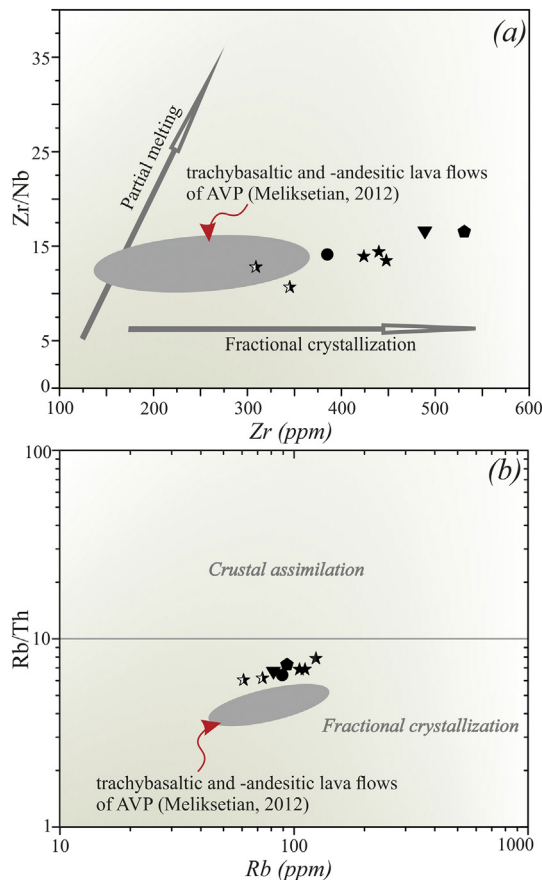 (a)
35
25
15
5
0
Zr/Nb
Partial melting
trachybasaltic and -andesitic lava flows
of AVP (Meliksetian, 2012)
Fractional crystallization
100 200 300 400 500 600
Zr (ppm)
(b)
100
10
1
Rb/Th
Crustal assimilation
Fractional crystallization
trachybasaltic and -andesitic lava flows
of AVP (Meliksetian, 2012)
10 100 1000
Rb (ppm)